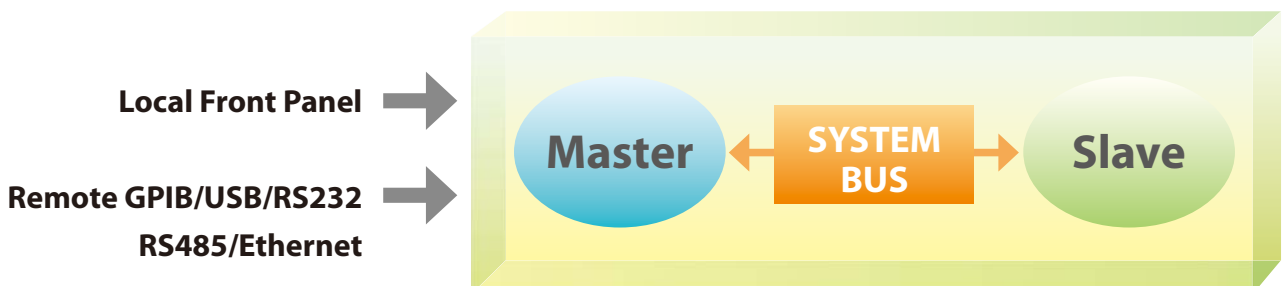 Local Front Panel
Remote GPIB/USB/RS232
RS485/Ethernet
Master
SYSTEM
BUS
Slave